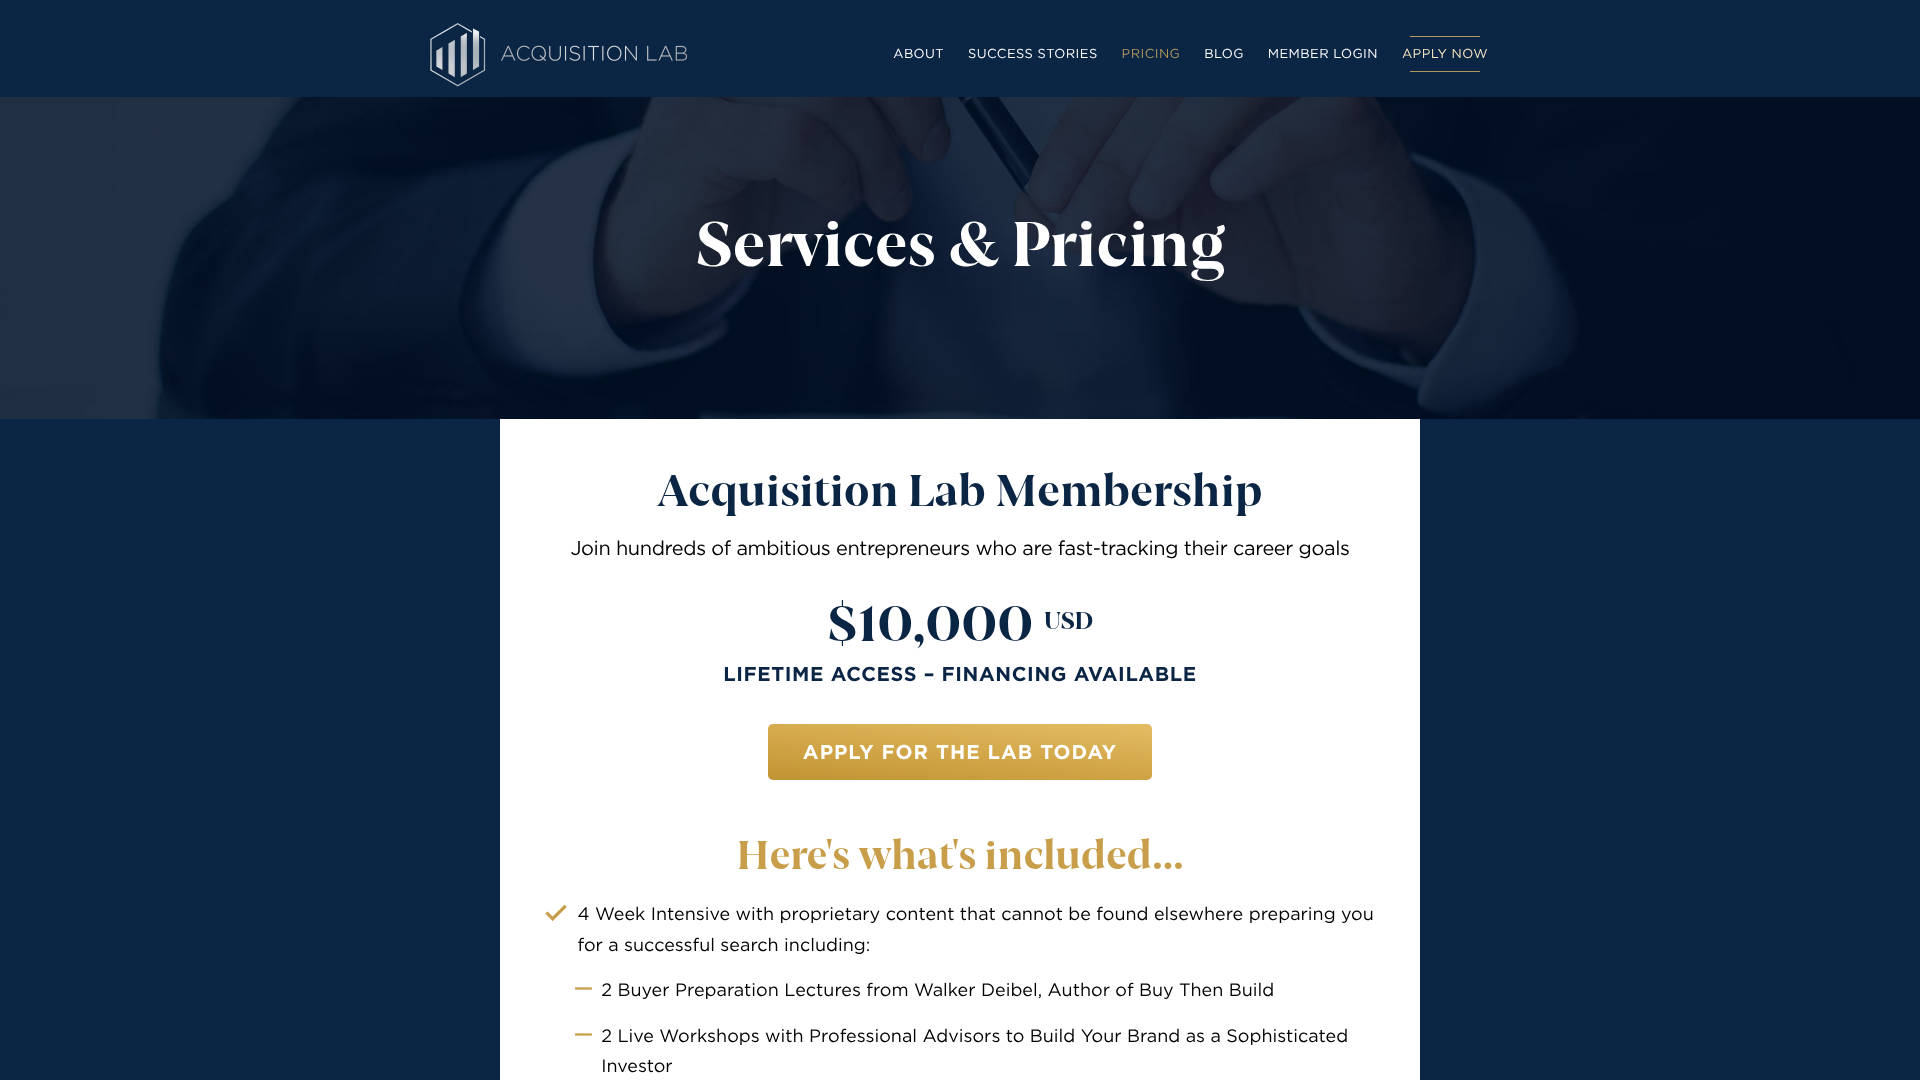 ACQUISITION LAB
ABOUT
SUCCESS STORIES
PRICING
BLOG
MEMBER LOGIN
APPLY NOW
Services & Pricing
Acquisition Lab Membership
Join hundreds of ambitious entrepreneurs who are fast-tracking their career goals
$10,000 USD
LIFETIME ACCESS – FINANCING AVAILABLE
APPLY FOR THE LAB TODAY
Here's what's included...
4 Week Intensive with proprietary content that cannot be found elsewhere preparing you
for a successful search including:
2 Buyer Preparation Lectures from Walker Deibel, Author of Buy Then Build
2 Live Workshops with Professional Advisors to Build Your Brand as a Sophisticated
Investor